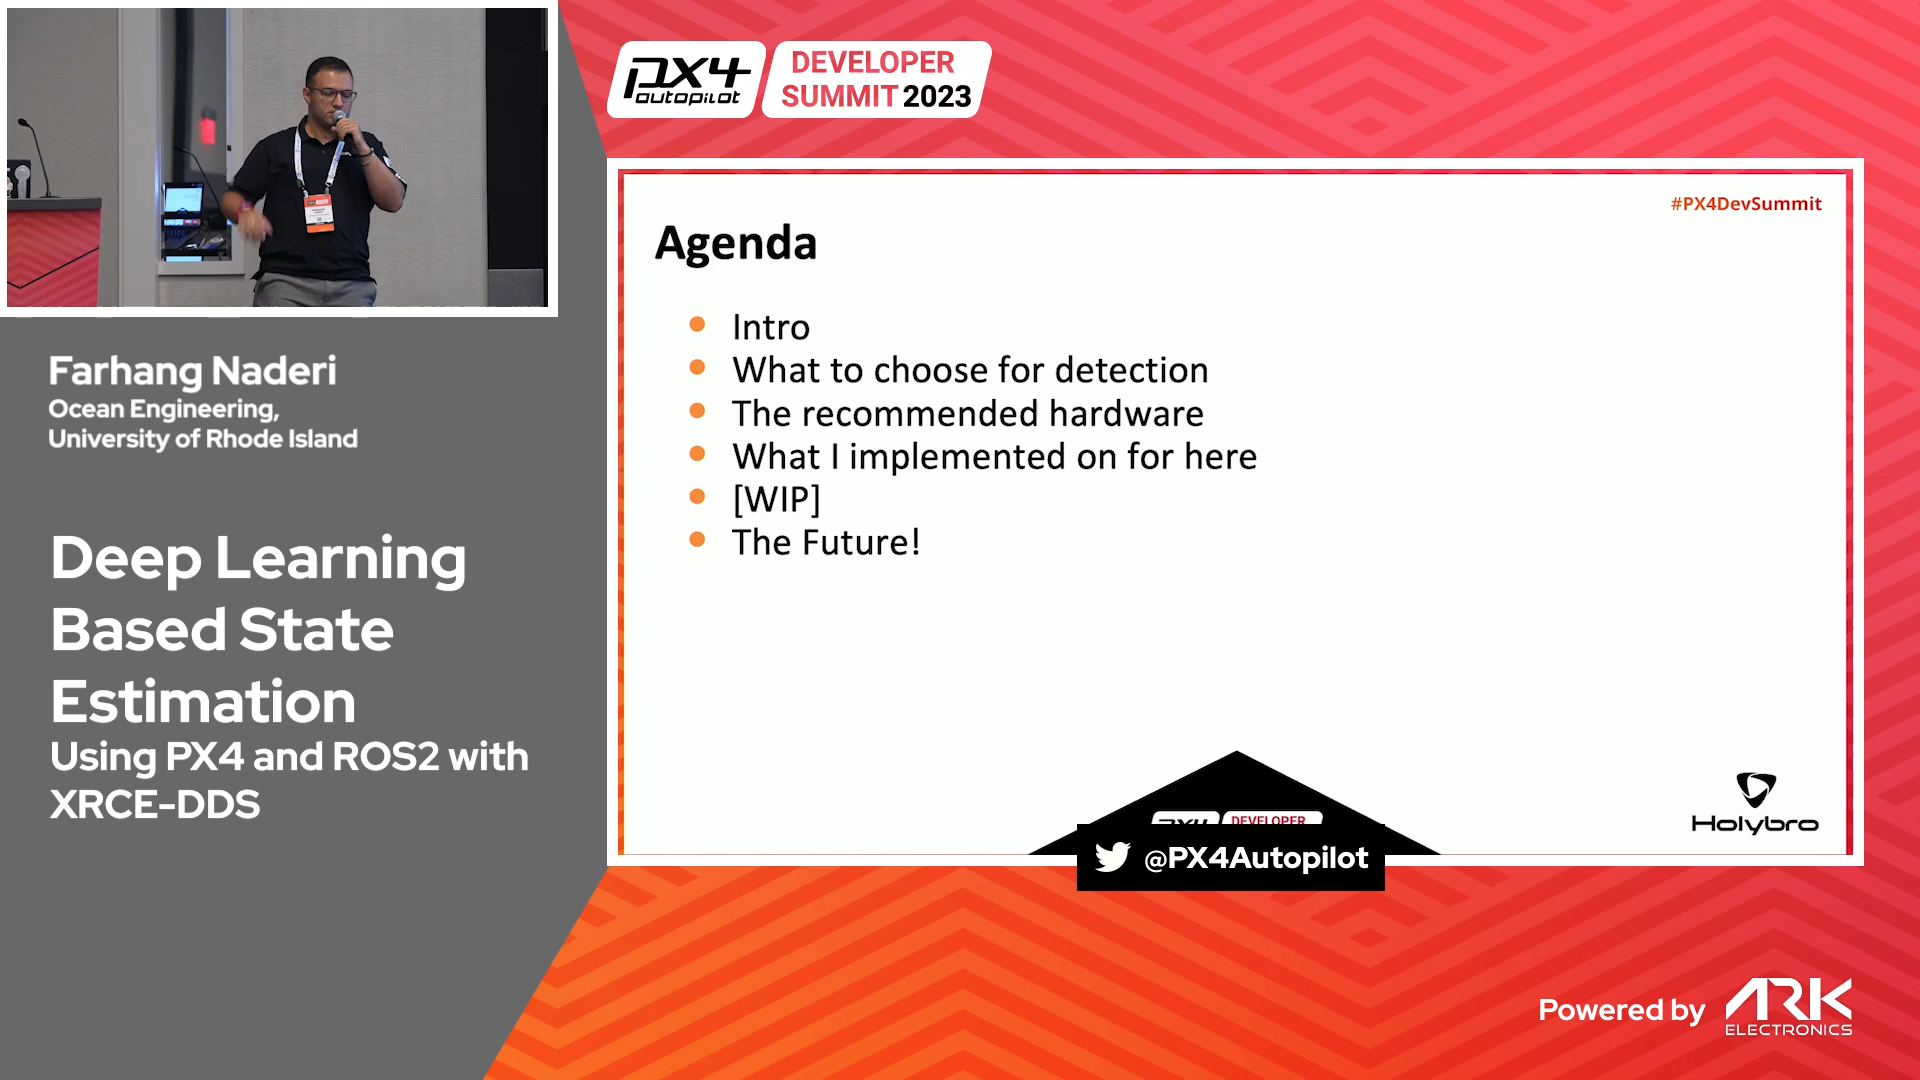 PX4
autopilot
DEVELOPER
SUMMIT 2023
#PX4DevSummit
Agenda
Intro
What to choose for detection
The recommended hardware
What I implemented on for here
[WIP]
The Future!
DEVELOPER
Holybro
@PX4Autopilot
Farhang Naderi
Ocean Engineering,
University of Rhode Island
Deep Learning
Based State
Estimation
Using PX4 and ROS2 with
XRCE-DDS
Powered by
ARK
ELECTRONICS